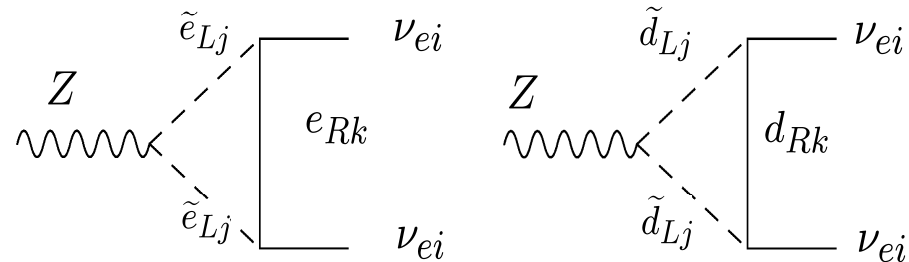 ẽ_{Lj} ν_{ei} d̃_{Lj} ν_{ei}
Z e_{Rk} Z d_{Rk}
ẽ_{Lj} ν_{ei} d̃_{Lj} ν_{ei}